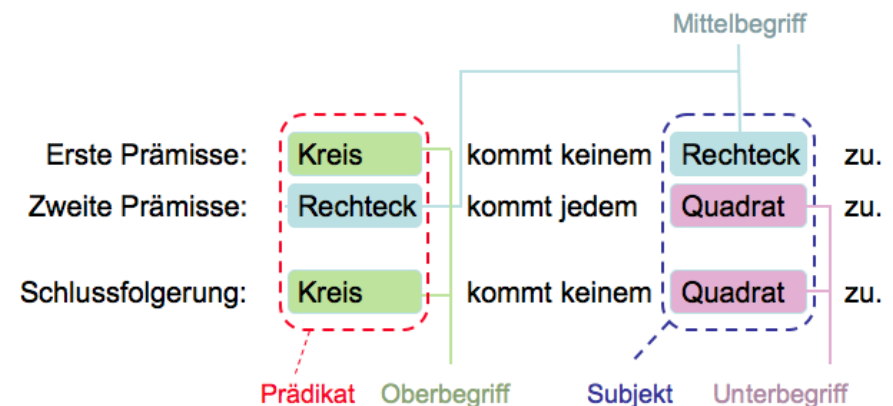 Mittelbegriff
Erste Prämisse: Kreis kommt keinem Rechteck zu.
Zweite Prämisse: Rechteck kommt jedem Quadrat zu.
Schlussfolgerung: Kreis kommt keinem Quadrat zu.
Prädikat Oberbegriff Subjekt Unterbegriff